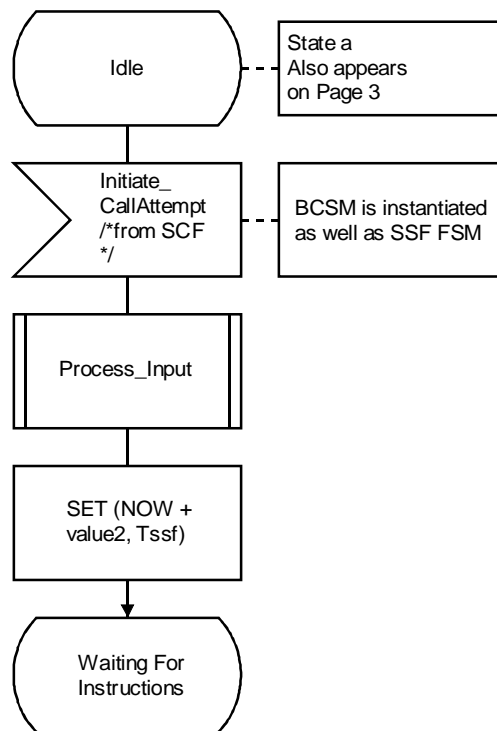 Idle
State a
Also appears
on Page 3
Initiate_
CallAttempt
/*from SCF
*/
BCSM is instantiated
as well as SSF FSM
Process_Input
SET (NOW +
value2, Tssf)
Waiting For
Instructions